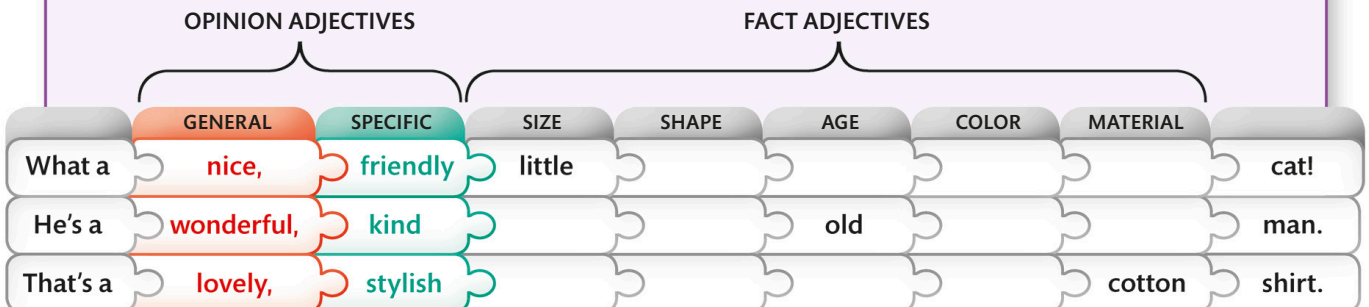 OPINION ADJECTIVES FACT ADJECTIVES
GENERAL SPECIFIC SIZE SHAPE AGE COLOR MATERIAL
What a nice, friendly little cat!
He's a wonderful, kind old man.
That's a lovely, stylish cotton shirt.